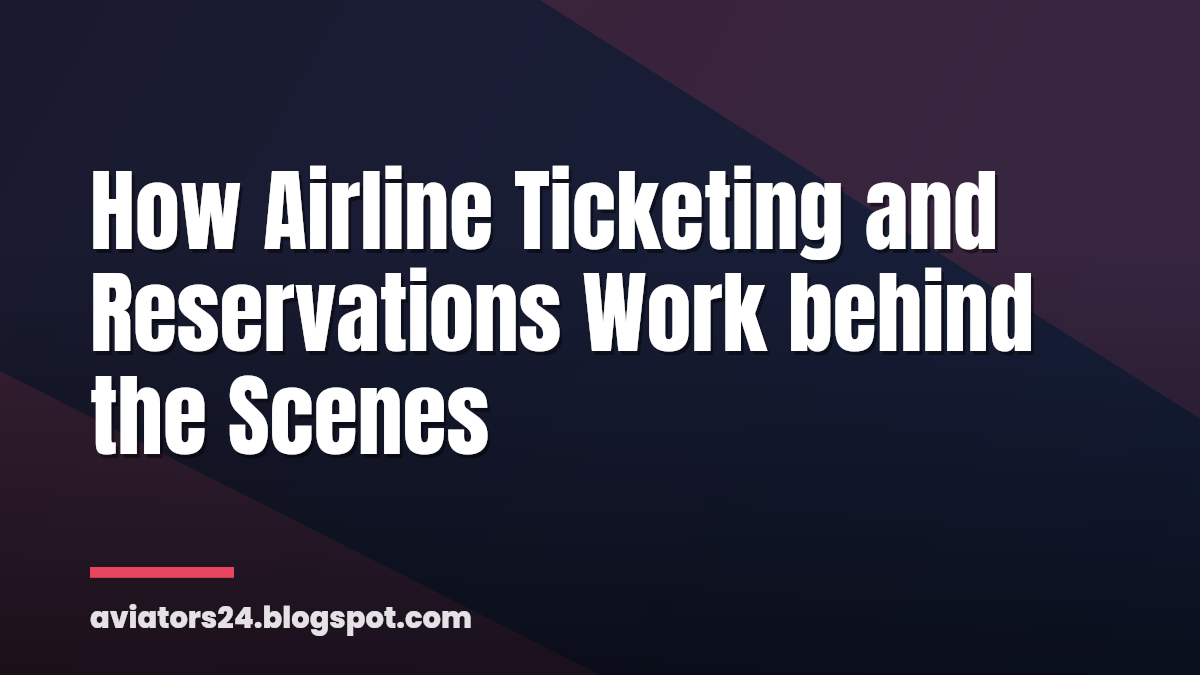 How Airline Ticketing and
Reservations Work behind
the Scenes
aviators24.blogspot.com